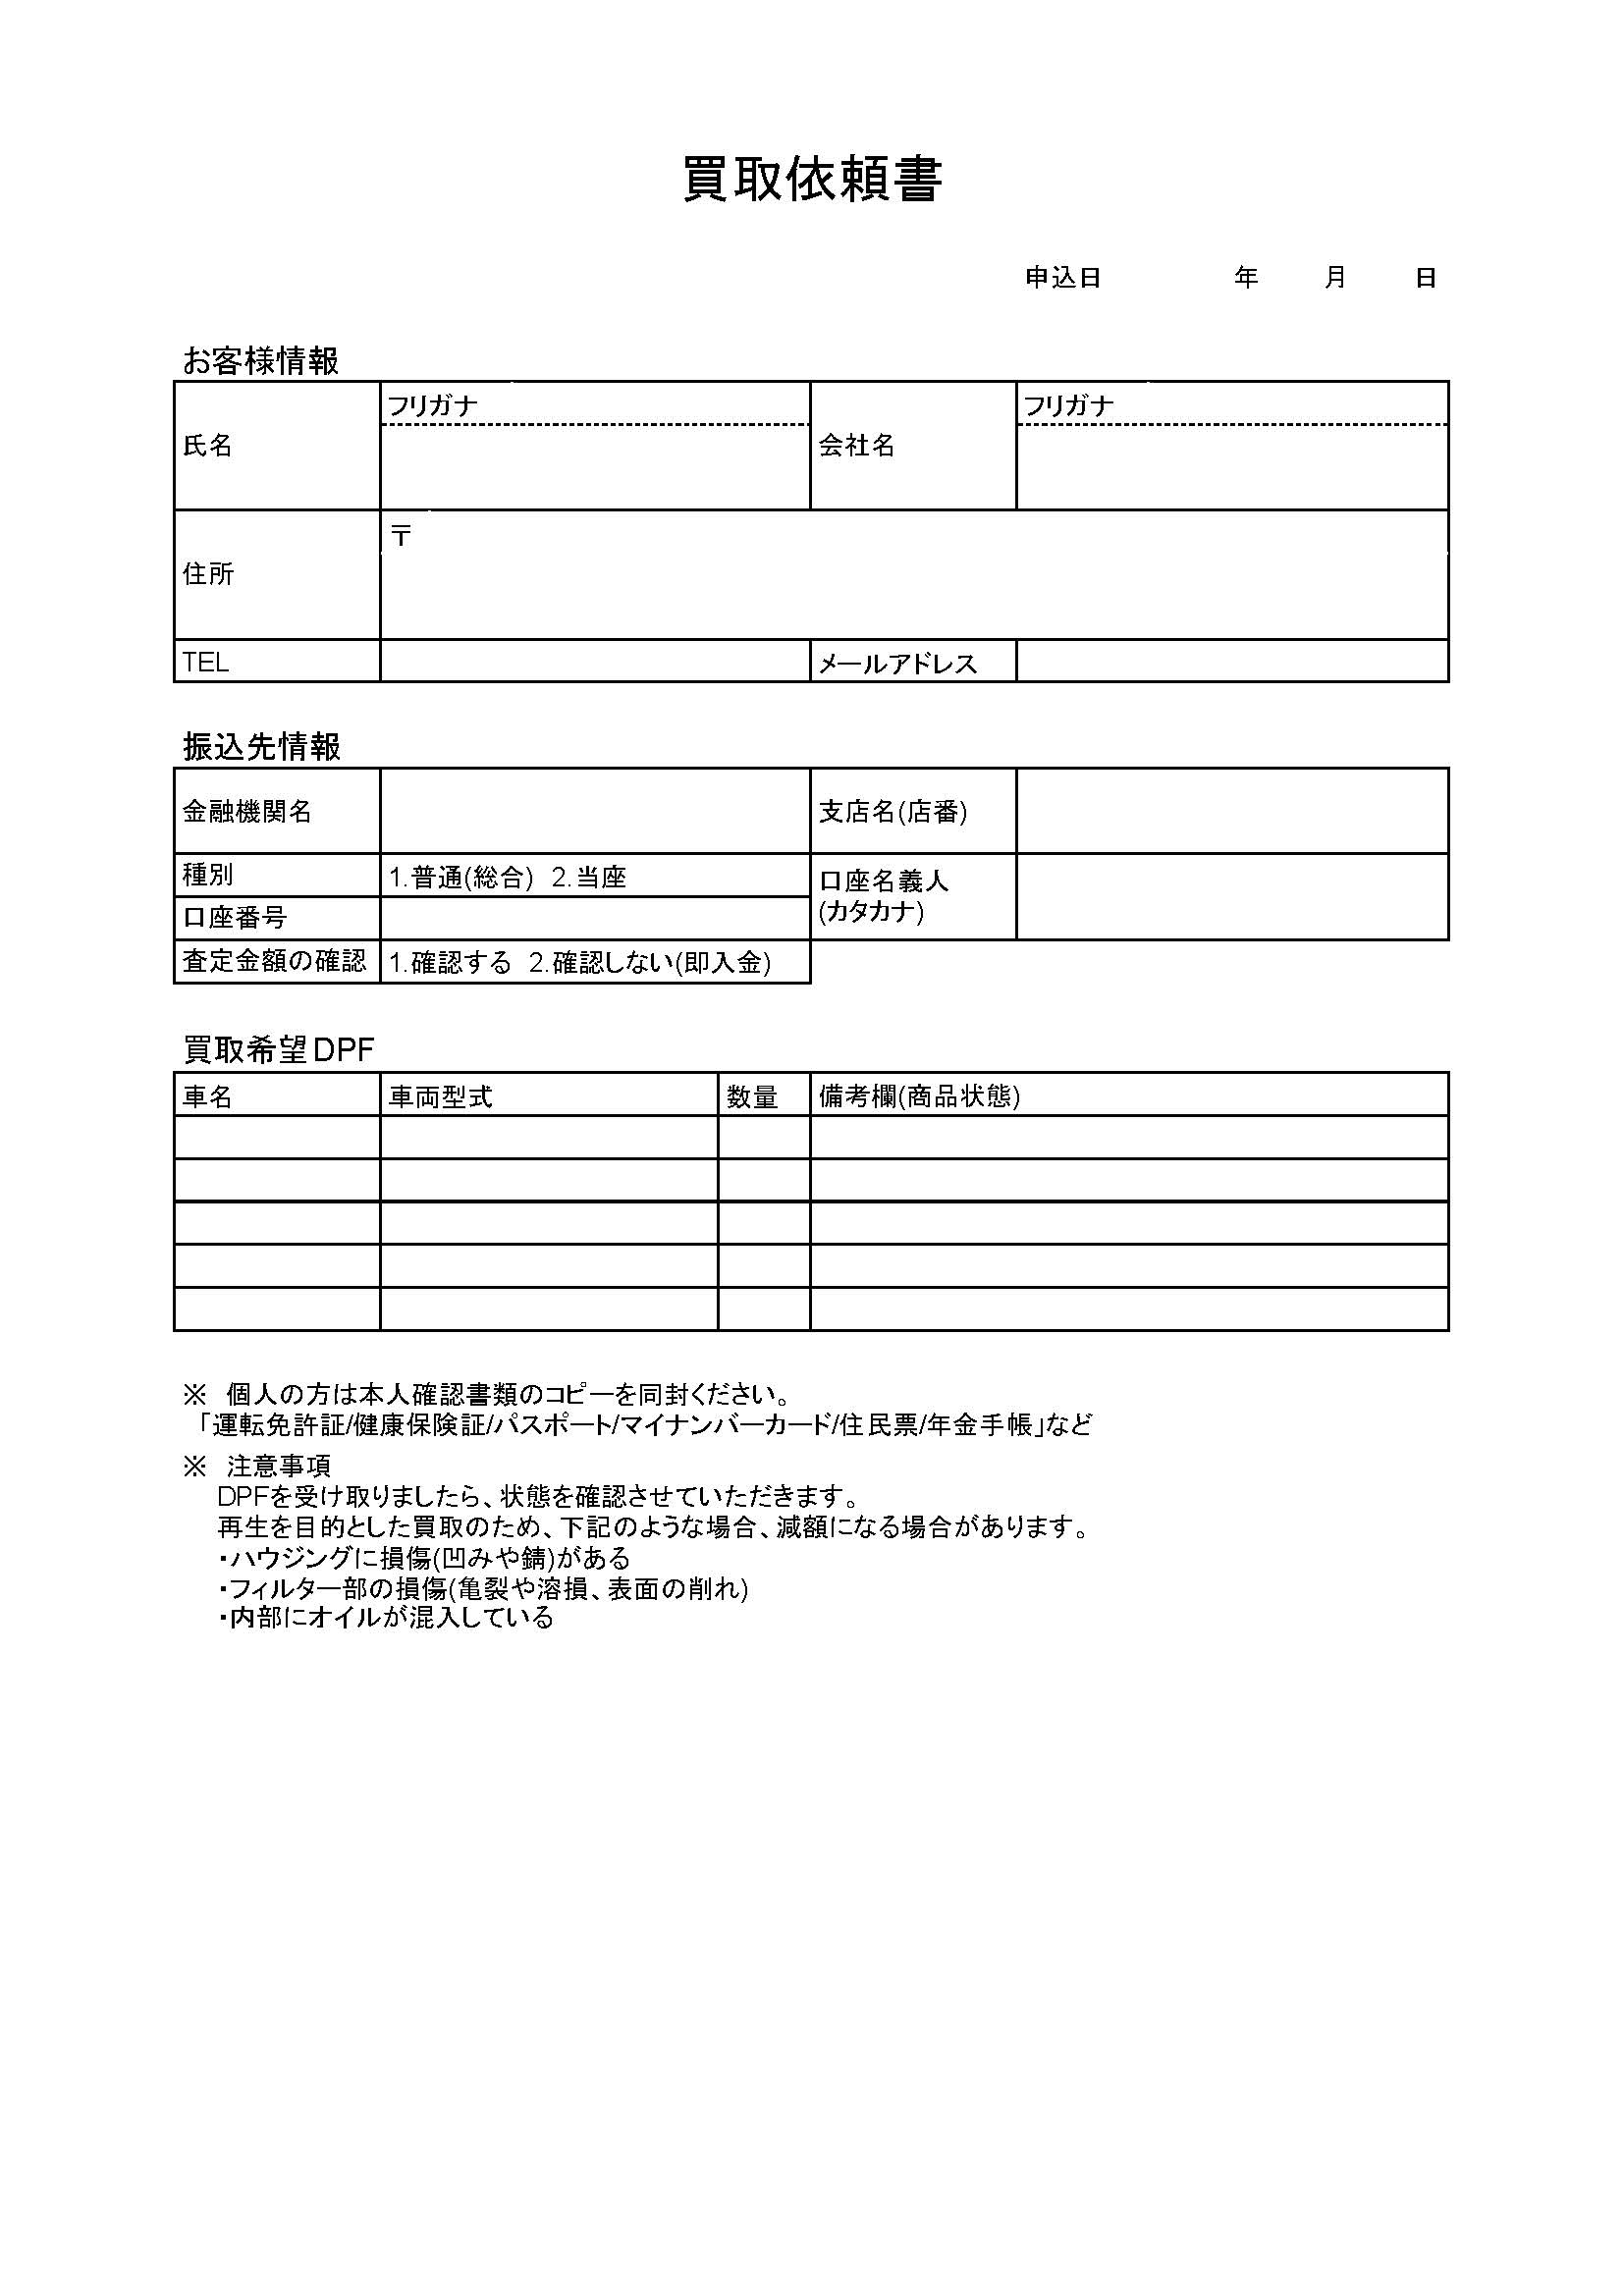 買取依頼書
申込日 年 月 日
お客様情報
氏名 フリガナ 会社名 フリガナ
住所 〒
TEL メールアドレス
振込先情報
金融機関名 支店名(店番)
種別 1.普通(総合) 2.当座 口座名義人
(カタカナ)
口座番号
査定金額の確認 1.確認する 2.確認しない(即入金)
買取希望DPF
車名 車両型式 数量 備考欄(商品状態)
※ 個人の方は本人確認書類のコピーを同封ください。
「運転免許証/健康保険証/パスポート/マイナンバーカード/住民票/年金手帳」など
※ 注意事項
DPFを受け取りましたら、状態を確認させていただきます。
再生を目的とした買取のため、下記のような場合、減額になる場合があります。
・ハウジングに損傷(凹みや錆)がある
・フィルター部の損傷(亀裂や溶損、表面の削れ)
・内部にオイルが混入している